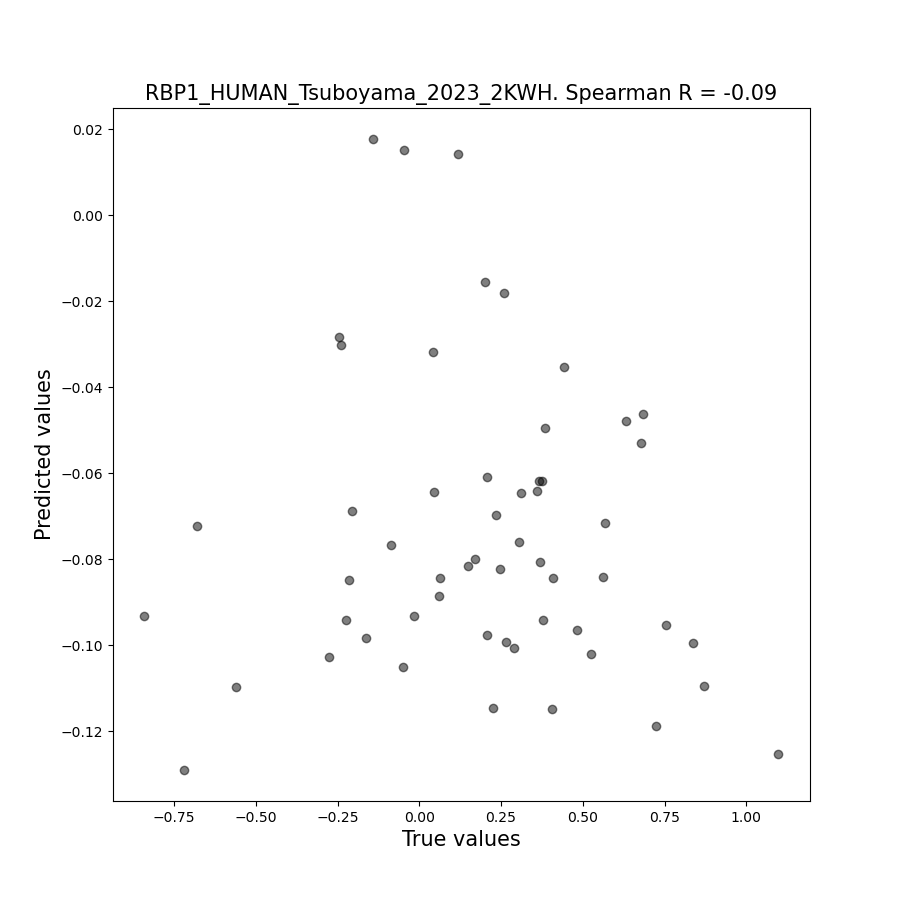 RBP1_HUMAN_Tsuboyama_2023_2KWH. Spearman R = -0.09
0.02
0.00
−0.02
−0.04
−0.06
−0.08
−0.10
−0.12
Predicted values
−0.75 −0.50 −0.25 0.00 0.25 0.50 0.75 1.00
True values